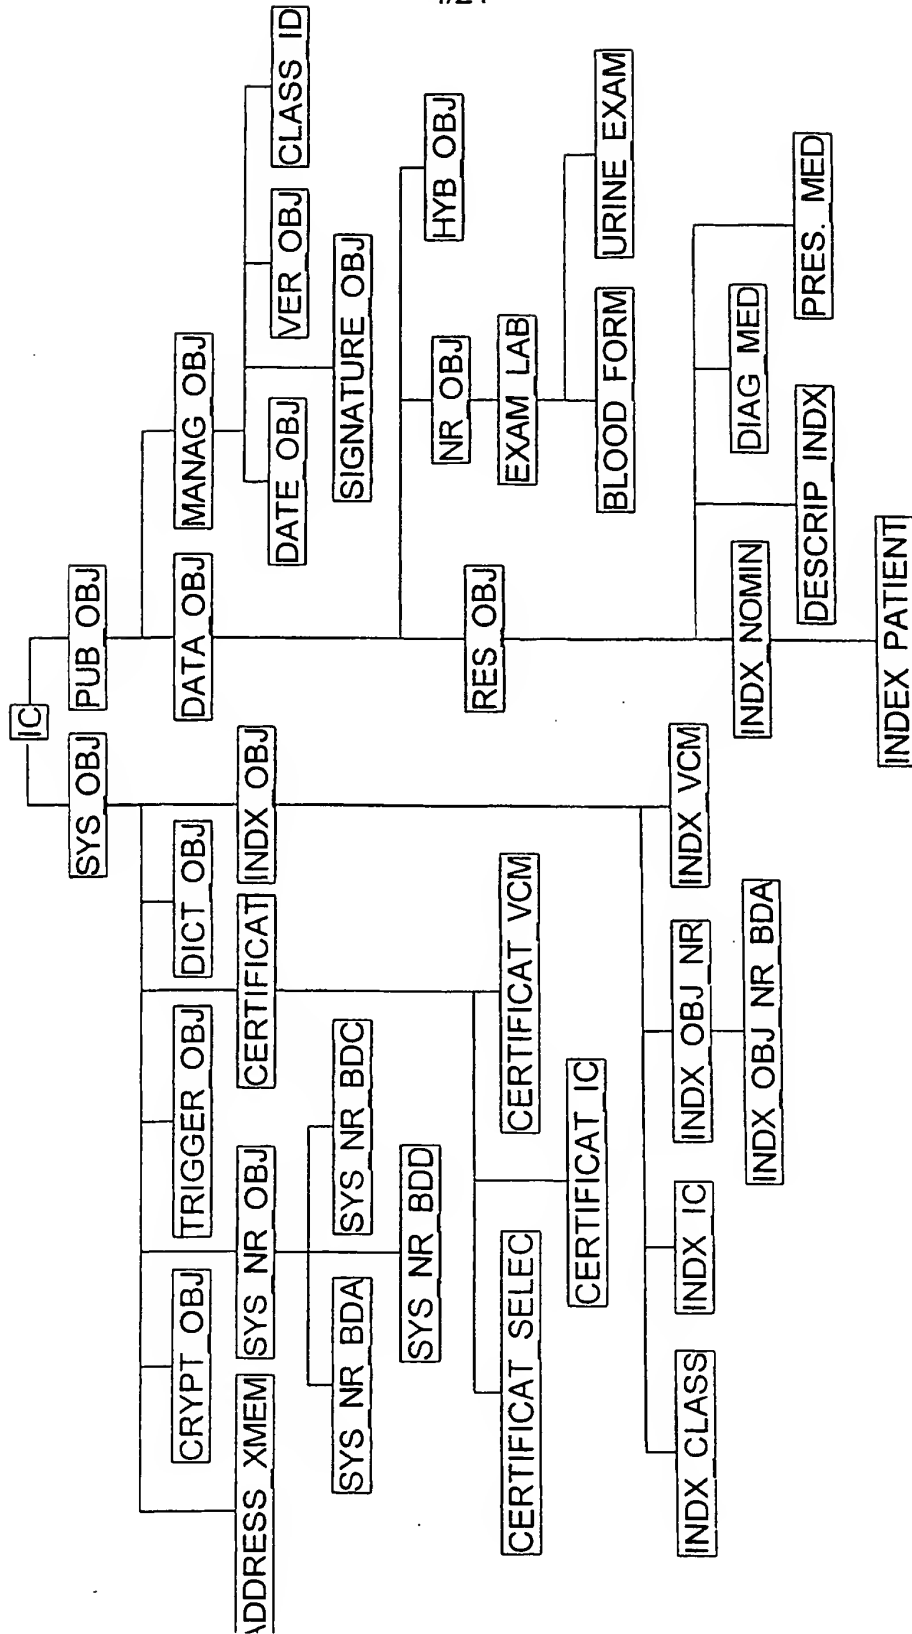 IC
SYS OBJ
PUB OBJ
CRYPT OBJ
TRIGGER OBJ
DICT OBJ
DATA OBJ
MANAG OBJ
DDRESS XMEM
SYS NR OBJ
CERTIFICAT
INDX OBJ
DATE OBJ
VER OBJ
CLASS ID
SYS NR BDA
SYS NR BDC
SIGNATURE OBJ
SYS NR BDD
NR OBJ
HYB OBJ
RES OBJ
EXAM LAB
CERTIFICAT SELEC
CERTIFICAT VCM
CERTIFICAT IC
BLOOD FORM
URINE EXAM
INDX CLASS
INDX IC
INDX OBJ NR
INDX VCM
INDX OBJ NR BDA
INDX NOMIN
DIAG MED
DESCRIP INDX
PRES. MED
INDEX PATIENT